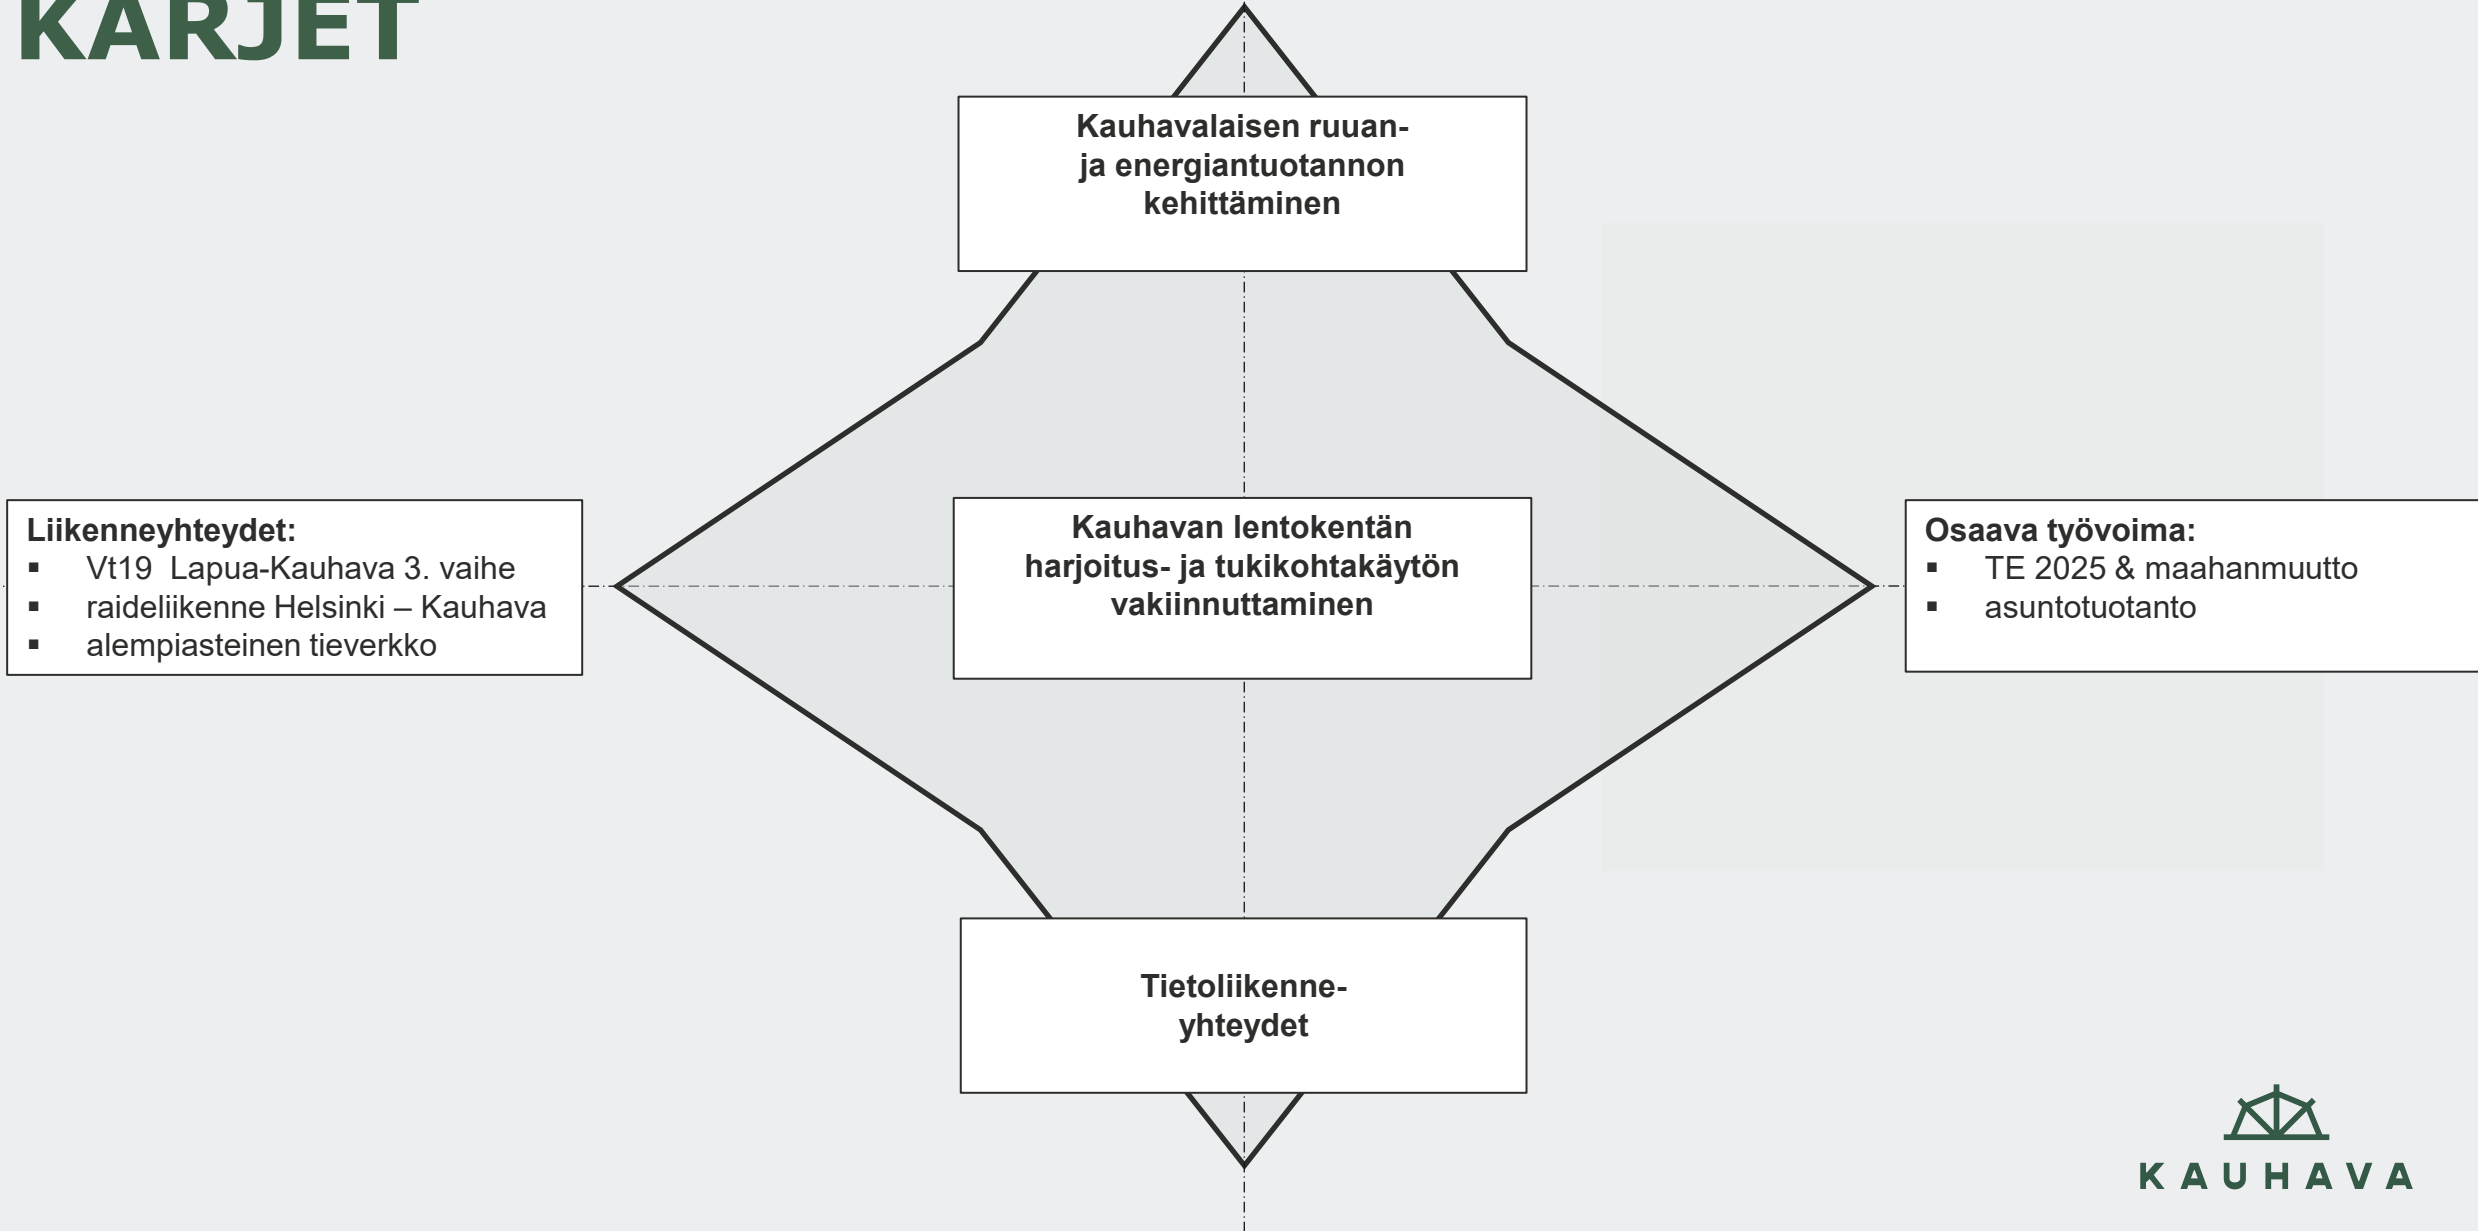 KARJET
Kauhavalaisen ruuan-
ja energiantuotannon
kehittäminen
Liikenneyhteydet:
▪ Vt19 Lapua-Kauhava 3. vaihe
▪ raideliikenne Helsinki – Kauhava
▪ alempiasteinen tieverkko
Kauhavan lentokentän
harjoitus- ja tukikohtakäytön
vakiinnuttaminen
Osaava työvoima:
▪ TE 2025 & maahanmuutto
▪ asuntotuotanto
Tietoliikenne-
yhteydet
KAUHAVA